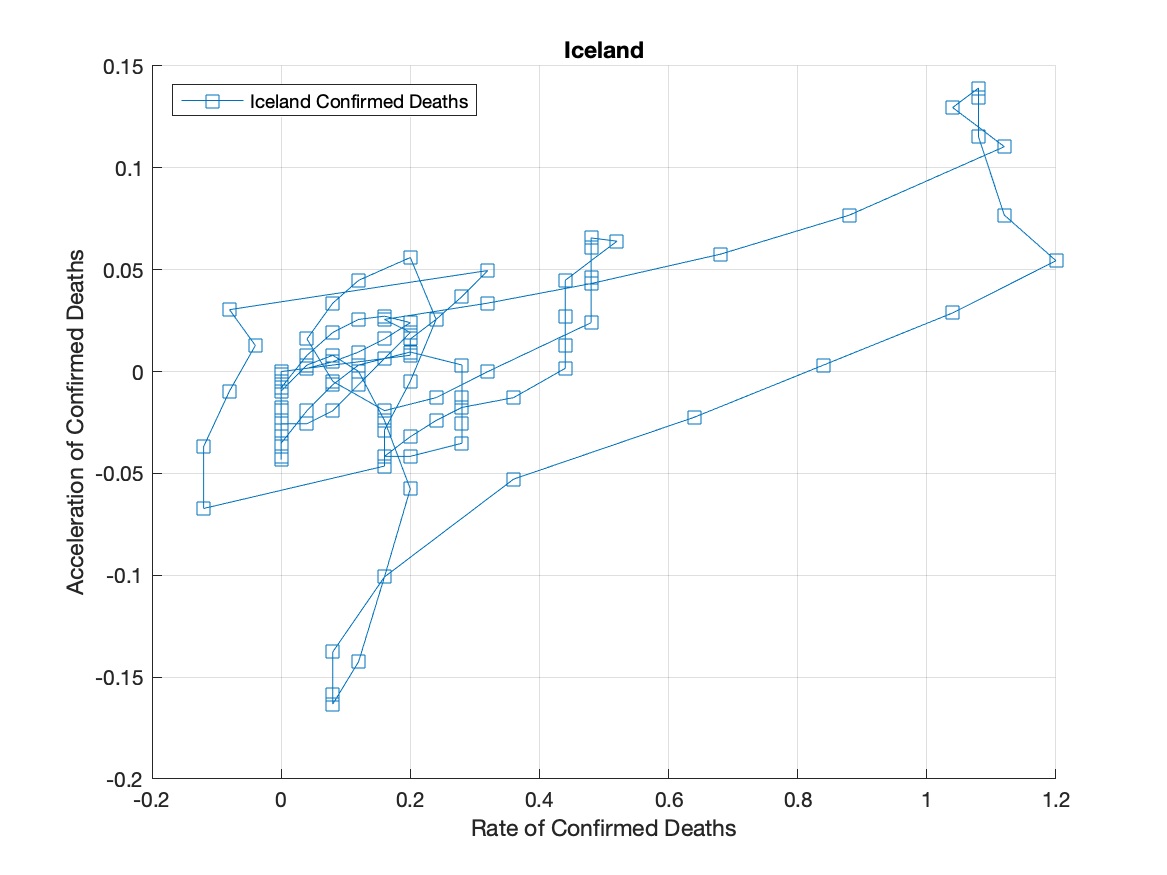 Iceland
Iceland Confirmed Deaths
0.15
0.1
0.05
0
-0.05
-0.1
-0.15
-0.2
Acceleration of Confirmed Deaths
-0.2 0 0.2 0.4 0.6 0.8 1 1.2
Rate of Confirmed Deaths